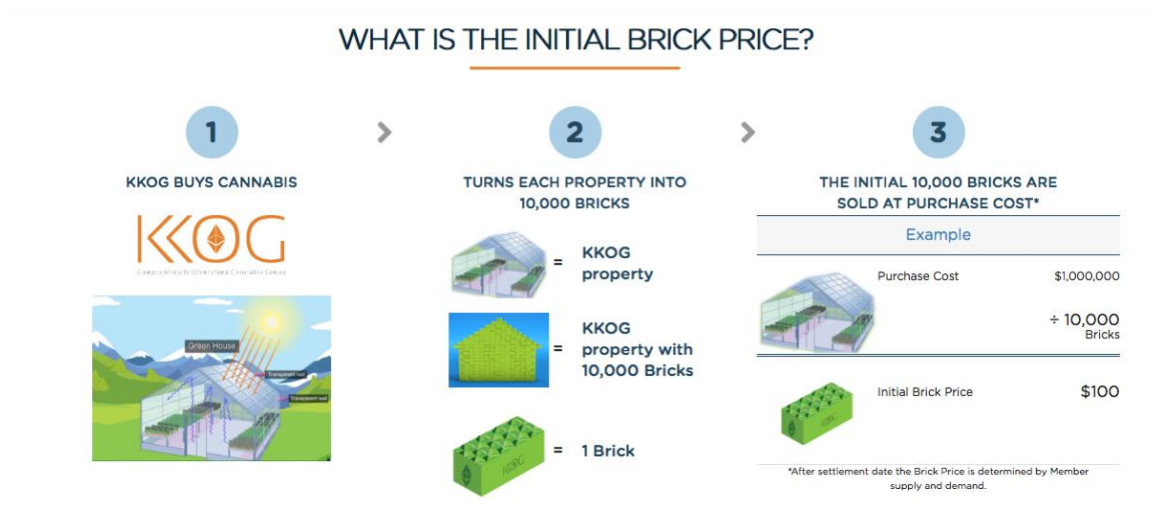 WHAT IS THE INITIAL BRICK PRICE?
1
KKOG BUYS CANNABIS
KKOG
Green House
Transparent roof
Transparent wall
2
TURNS EACH PROPERTY INTO
10,000 BRICKS
=
KKOG
property
=
KKOG
property with
10,000 Bricks
KKOG
=
1 Brick
3
THE INITIAL 10,000 BRICKS ARE
SOLD AT PURCHASE COST*
Example
Purchase Cost
$1,000,000
÷ 10,000
Bricks
KKOG
Initial Brick Price
$100
*After settlement date the Brick Price is determined by Member
supply and demand.